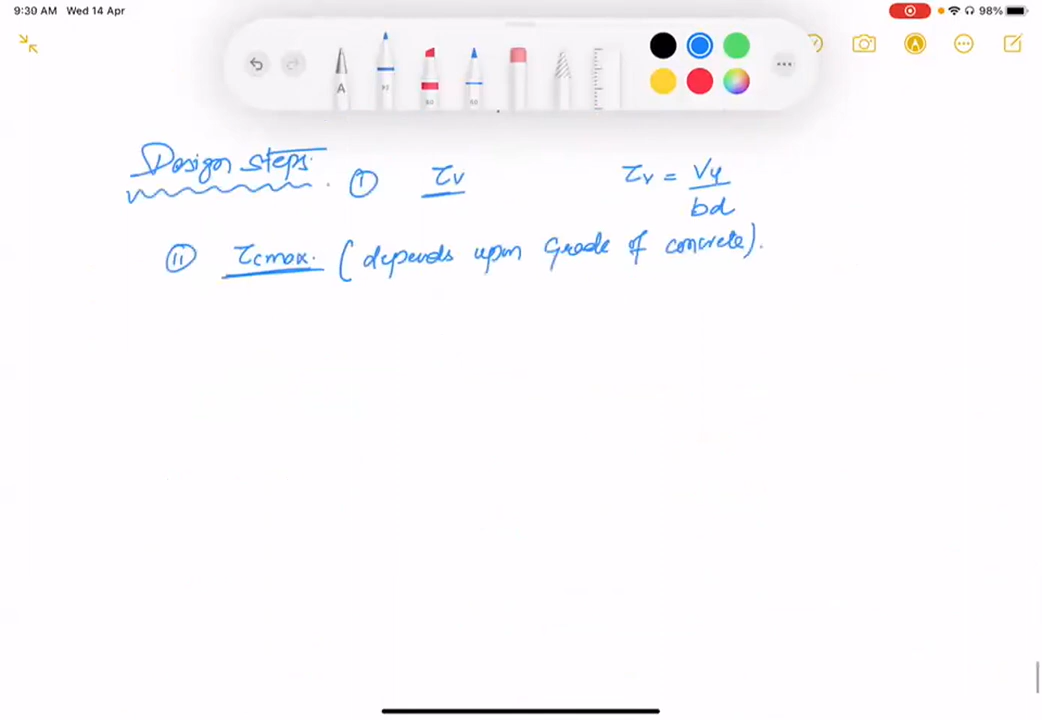 9:30 AM Wed 14 Apr 98%
A
Design steps. ① τv τv = Vu/bd
② τcmax. (depends upon grade of concrete).